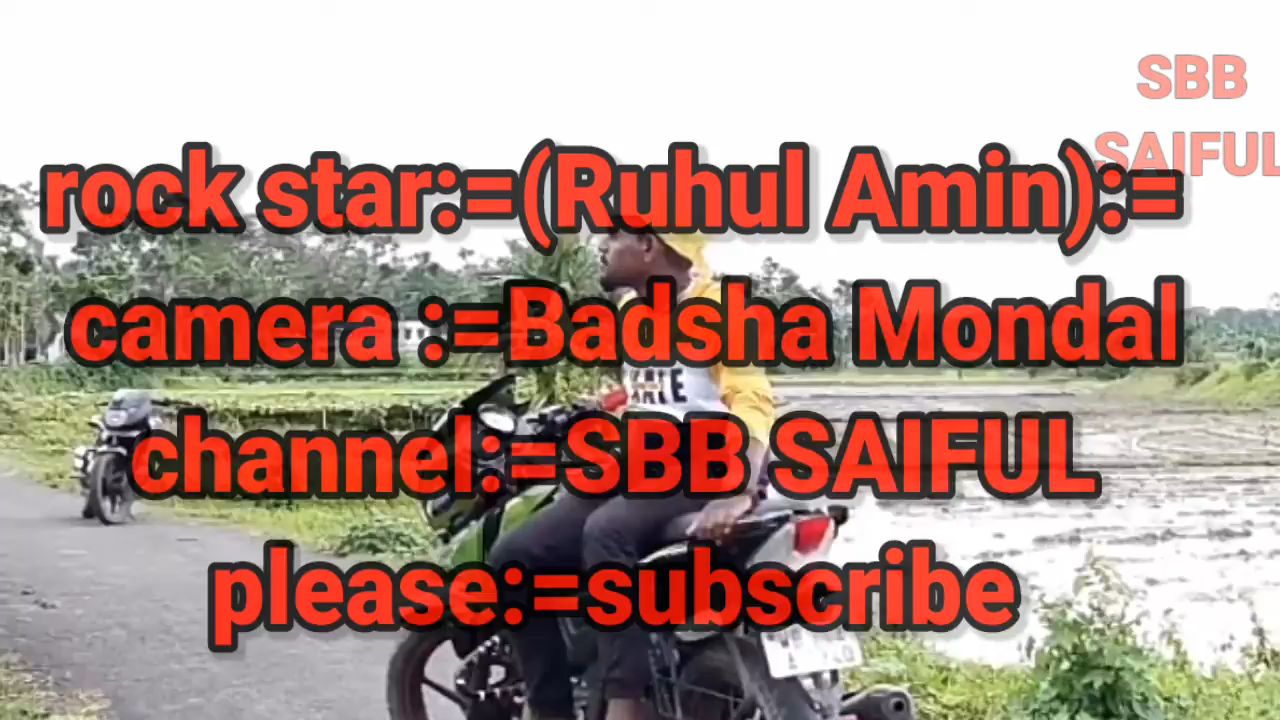 SBB
SAIFUL
rock star:=(Ruhul Amin):=
camera :=Badsha Mondal
channel:=SBB SAIFUL
please:=subscribe